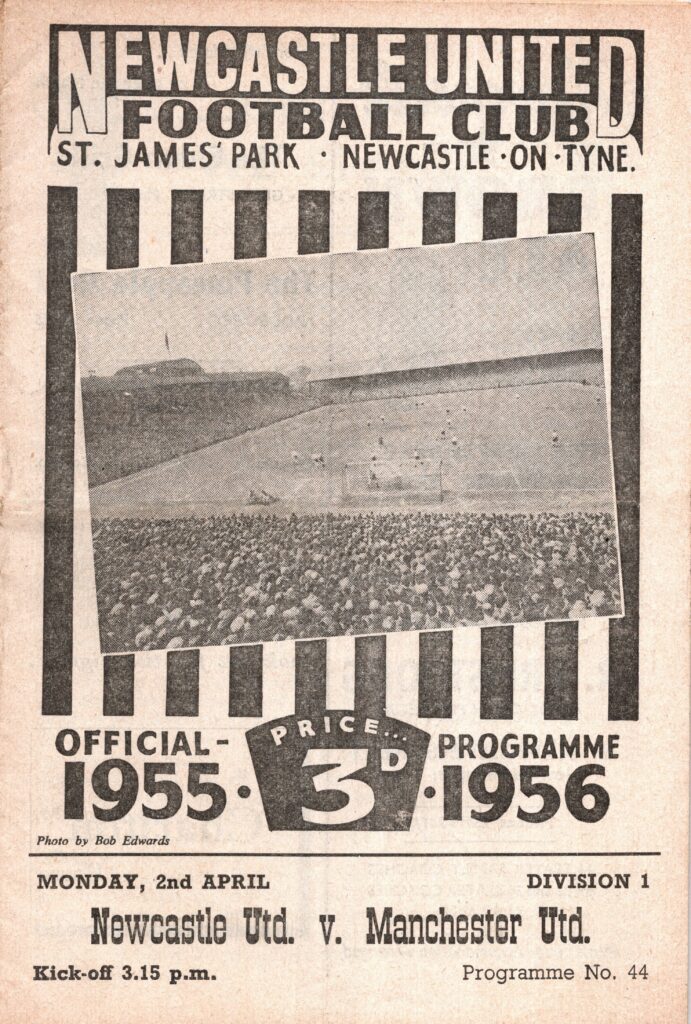 NEWCASTLE UNITED
FOOTBALL CLUB
ST. JAMES' PARK · NEWCASTLE · ON · TYNE.
OFFICIAL - PRICE... PROGRAMME
1955 · 3D · 1956
Photo by Bob Edwards
MONDAY, 2nd APRIL DIVISION 1
Newcastle Utd. v. Manchester Utd.
Kick-off 3.15 p.m. Programme No. 44